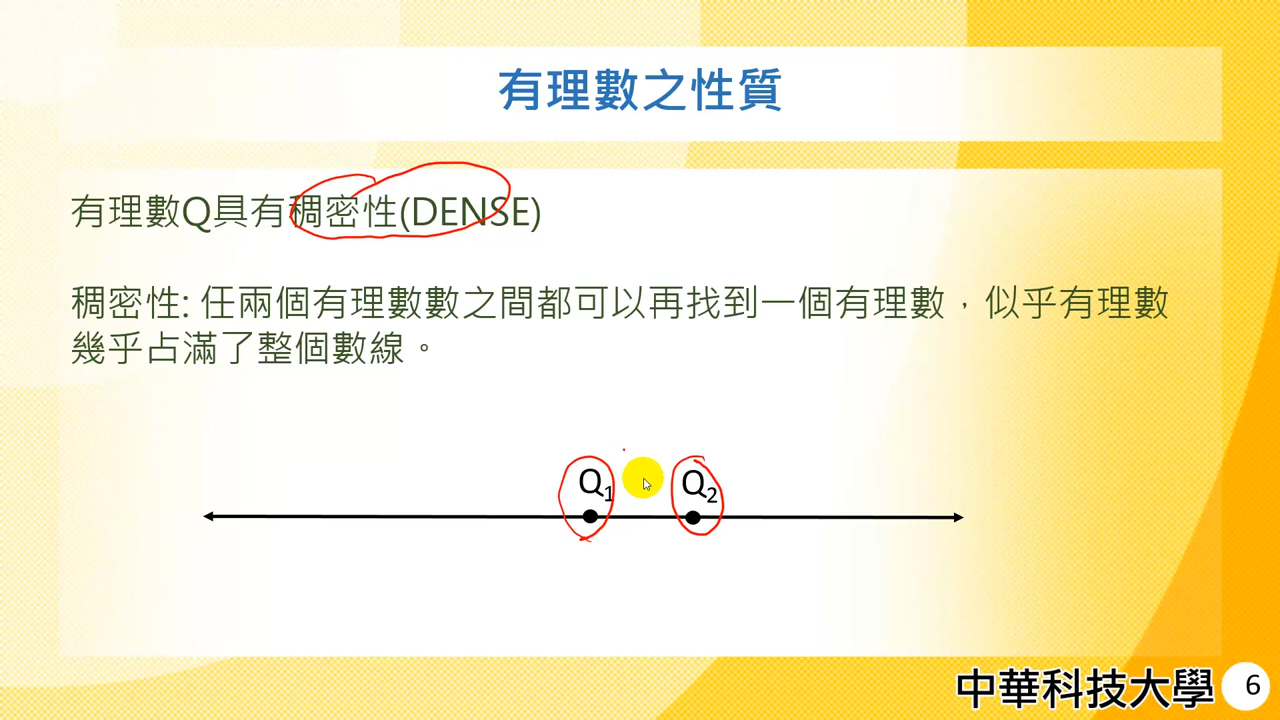 有理數之性質
有理數Q具有稠密性(DENSE)
稠密性: 任兩個有理數數之間都可以再找到一個有理數，似乎有理數
幾乎占滿了整個數線。
Q₁ Q₂
中華科技大學 6